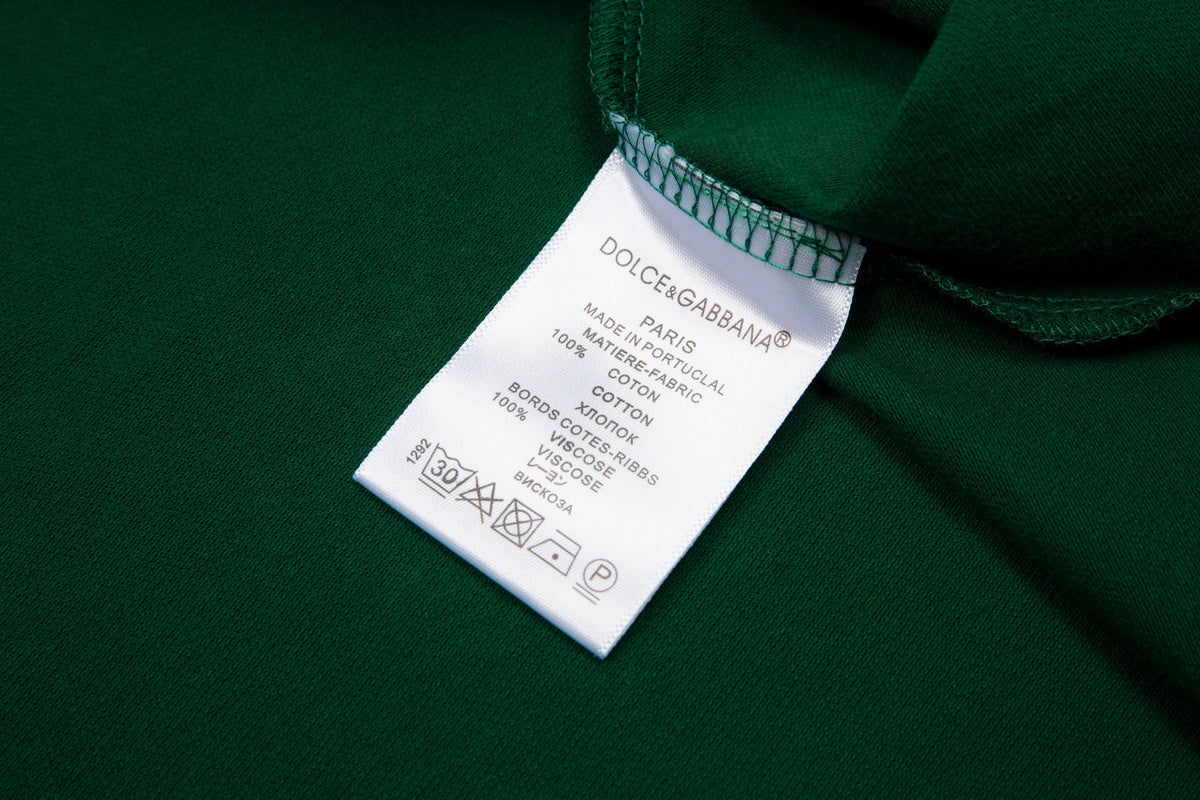 DOLCE&GABBANA®
PARIS
MADE IN PORTUCLAL
MATIERE-FABRIC
100% COTON
COTTON
ХЛОПОК
BORDS COTES-RIBBS
100% VISCOSE
VISCOSE
レーヨン
ВИСКОЗА
1292
30
P